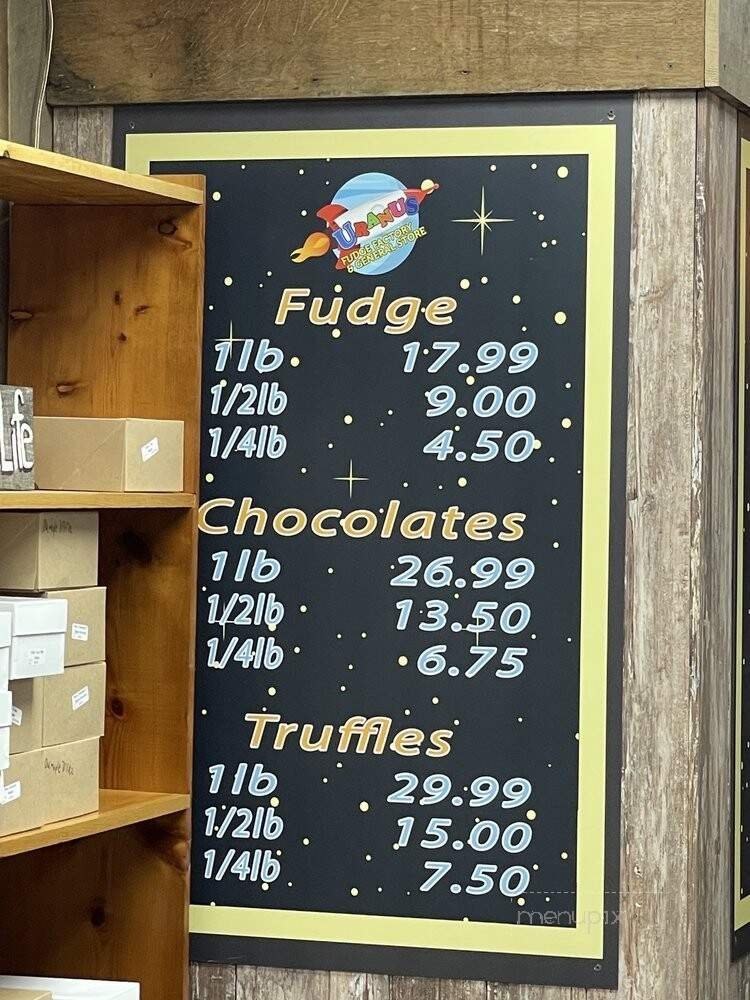 URANUS
FUDGE FACTORY
& GENERAL STORE
Fudge
1lb 17.99
1/2lb 9.00
1/4lb 4.50
Life
Chocolates
1lb 26.99
1/2lb 13.50
1/4lb 6.75
Truffles
1lb 29.99
1/2lb 15.00
1/4lb 7.50
menupix